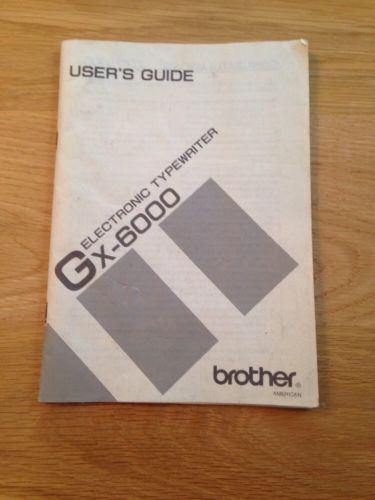 USER'S GUIDE
ELECTRONIC TYPEWRITER
GX-6000
brother®
AMERICAN